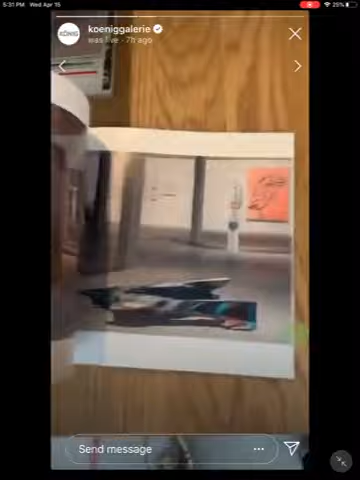 5:31 PM Wed Apr 15
25%
KÖNIG
koeniggalerie
was live · 7h ago
Send message